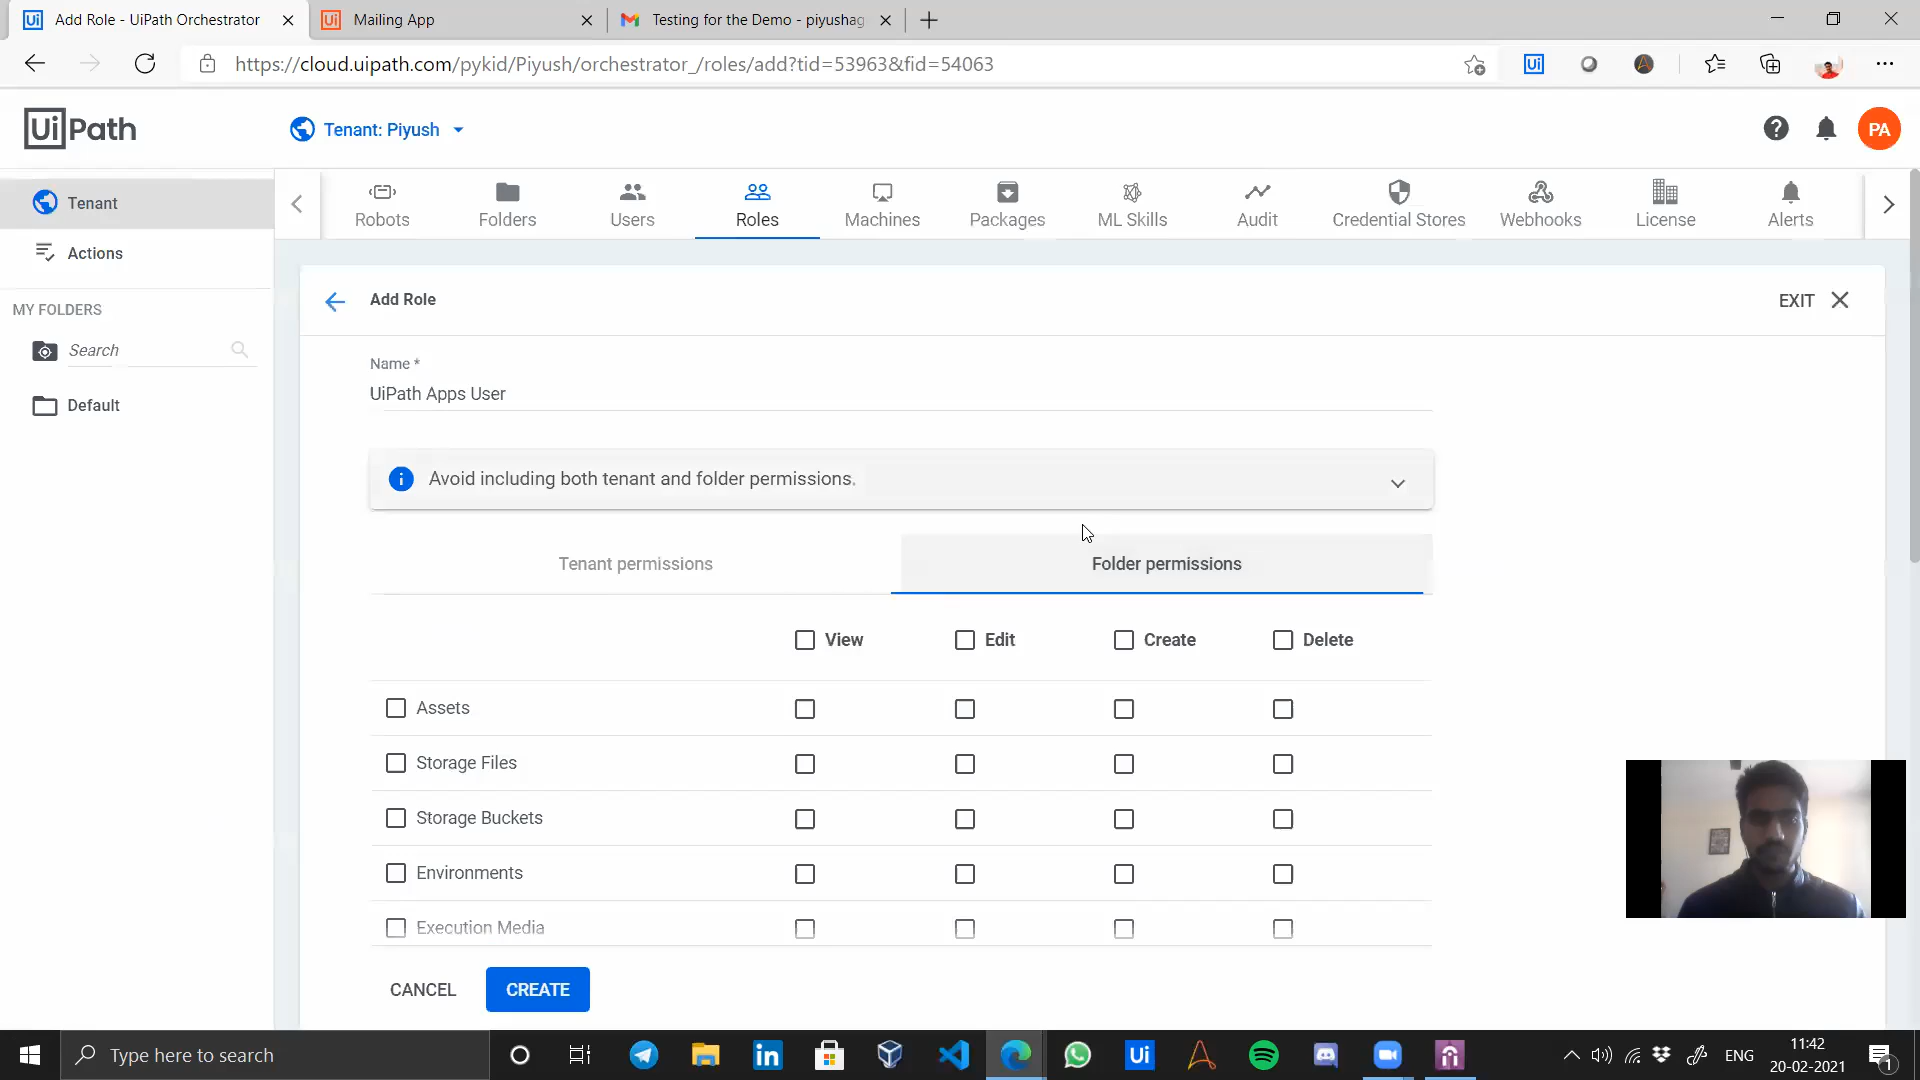 Add Role - UiPath Orchestrator
Mailing App
Testing for the Demo - piyushag
https://cloud.uipath.com/pykid/Piyush/orchestrator_/roles/add?tid=53963&fid=54063
UiPath
Tenant: Piyush
PA
Tenant
Actions
MY FOLDERS
Search
Default
Robots
Folders
Users
Roles
Machines
Packages
ML Skills
Audit
Credential Stores
Webhooks
License
Alerts
Add Role
EXIT
Name *
UiPath Apps User
Avoid including both tenant and folder permissions.
Tenant permissions
Folder permissions
View
Edit
Create
Delete
Assets
Storage Files
Storage Buckets
Environments
Execution Media
CANCEL
CREATE
Type here to search
ENG
11:42
20-02-2021
1